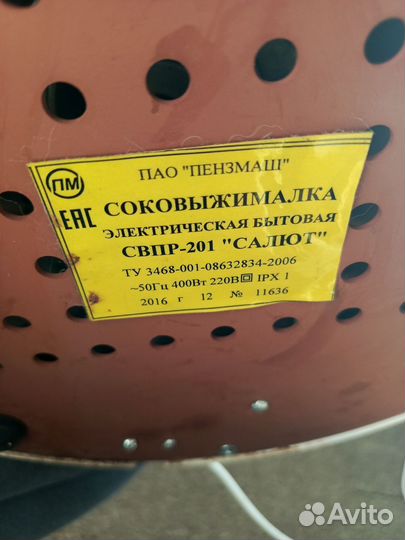 ПАО "ПЕНЗМАШ"
ПМ
ЕАС СОКОВЫЖИМАЛКА
ЭЛЕКТРИЧЕСКАЯ БЫТОВАЯ
СВПР-201 "САЛЮТ"
ТУ 3468-001-08632834-2006
~50Гц 400Вт 220В IPX 1
2016 г 12 № 11636
Avito